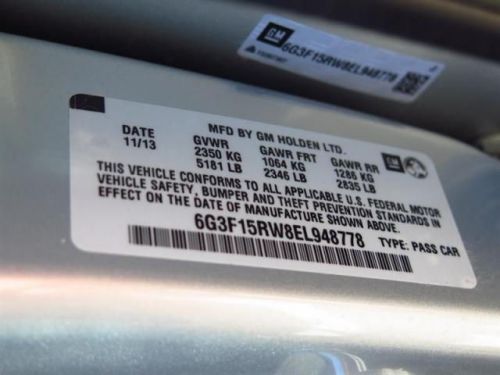 GM
6G3F15RW8EL948778
MFD BY GM HOLDEN LTD.
DATE GVWR GAWR FRT GAWR RR
11/13 2350 KG 1064 KG 1286 KG
5181 LB 2346 LB 2835 LB
GM
THIS VEHICLE CONFORMS TO ALL APPLICABLE U.S. FEDERAL MOTOR
VEHICLE SAFETY, BUMPER AND THEFT PREVENTION STANDARDS IN
EFFECT ON THE DATE OF MANUFACTURE SHOWN ABOVE.
6G3F15RW8EL948778 TYPE: PASS CAR